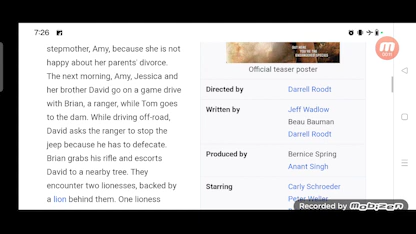 7:26
stepmother, Amy, because she is not
happy about her parents' divorce.
The next morning, Amy, Jessica and
her brother David go on a game drive
with Brian, a ranger, while Tom goes
to the dam. While driving off-road,
David asks the ranger to stop the
jeep because he has to defecate.
Brian grabs his rifle and escorts
David to a nearby tree. They
encounter two lionesses, backed by
a lion behind them. One lioness
Official teaser poster
Directed by
Darrell Roodt
Written by
Jeff Wadlow
Beau Bauman
Darrell Roodt
Produced by
Bernice Spring
Anant Singh
Starring
Carly Schroeder
Peter Weller
Recorded by Mobizen